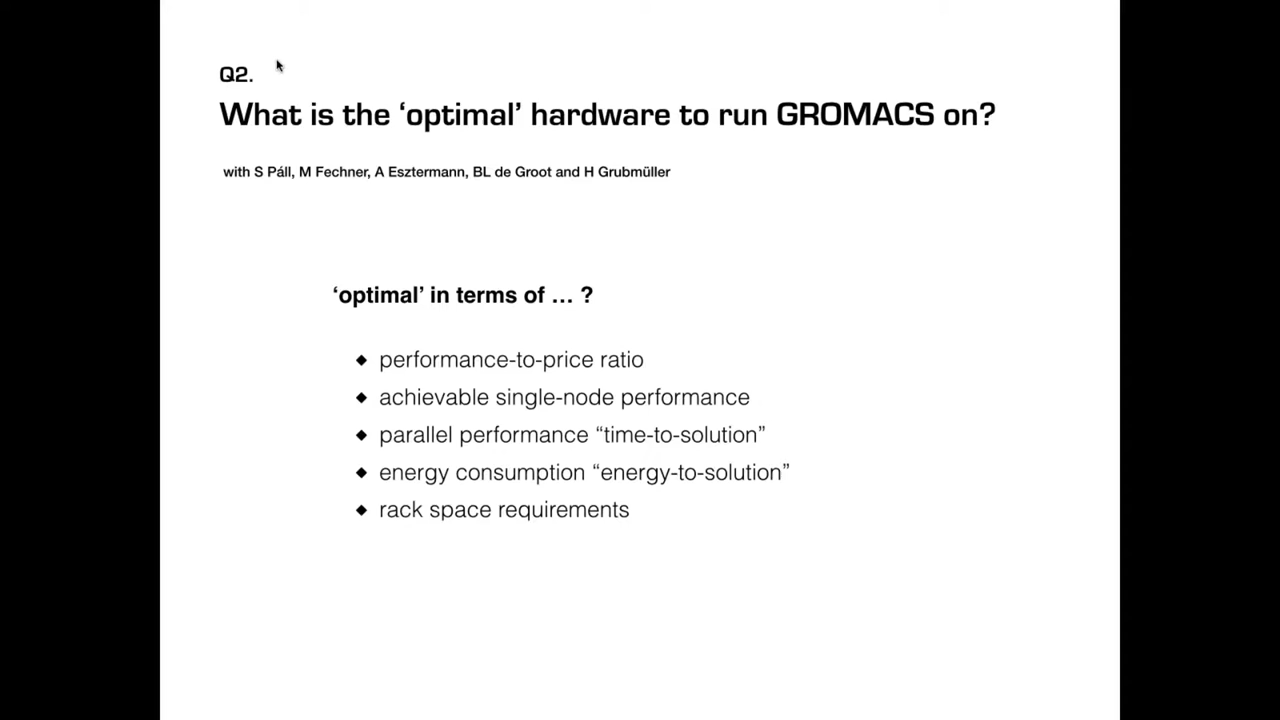 Q2.
What is the ‘optimal’ hardware to run GROMACS on?
with S Páll, M Fechner, A Esztermann, BL de Groot and H Grubmüller
‘optimal’ in terms of … ?
◆ performance-to-price ratio
◆ achievable single-node performance
◆ parallel performance “time-to-solution”
◆ energy consumption “energy-to-solution”
◆ rack space requirements